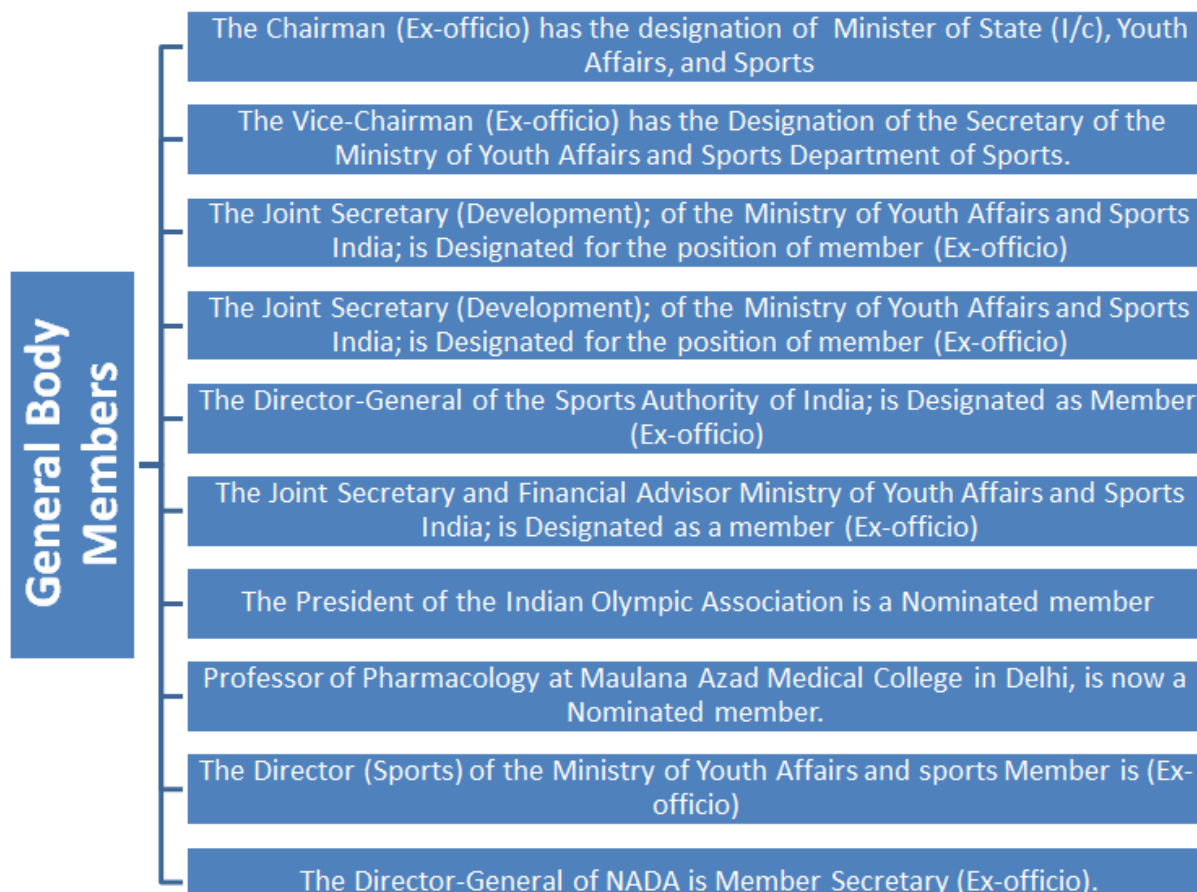 General Body
Members
The Chairman (Ex-officio) has the designation of Minister of State (I/c), Youth
Affairs, and Sports
The Vice-Chairman (Ex-officio) has the Designation of the Secretary of the
Ministry of Youth Affairs and Sports Department of Sports.
The Joint Secretary (Development); of the Ministry of Youth Affairs and Sports
India; is Designated for the position of member (Ex-officio)
The Joint Secretary (Development); of the Ministry of Youth Affairs and Sports
India; is Designated for the position of member (Ex-officio)
The Director-General of the Sports Authority of India; is Designated as Member
(Ex-officio)
The Joint Secretary and Financial Advisor Ministry of Youth Affairs and Sports
India; is Designated as a member (Ex-officio)
The President of the Indian Olympic Association is a Nominated member
Professor of Pharmacology at Maulana Azad Medical College in Delhi, is now a
Nominated member.
The Director (Sports) of the Ministry of Youth Affairs and sports Member is (Ex-
officio)
The Director-General of NADA is Member Secretary (Ex-officio).